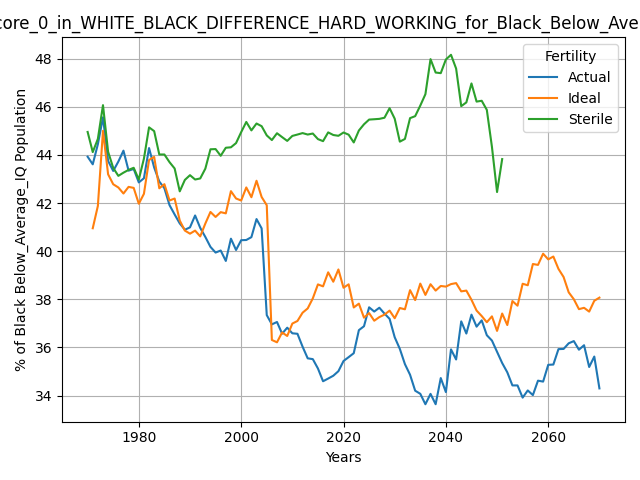 core_0_in_WHITE_BLACK_DIFFERENCE_HARD_WORKING_for_Black_Below_Ave
Fertility
Actual
Ideal
Sterile
% of Black Below_Average_IQ Population
48
46
44
42
40
38
36
34
1980
2000
2020
2040
2060
Years